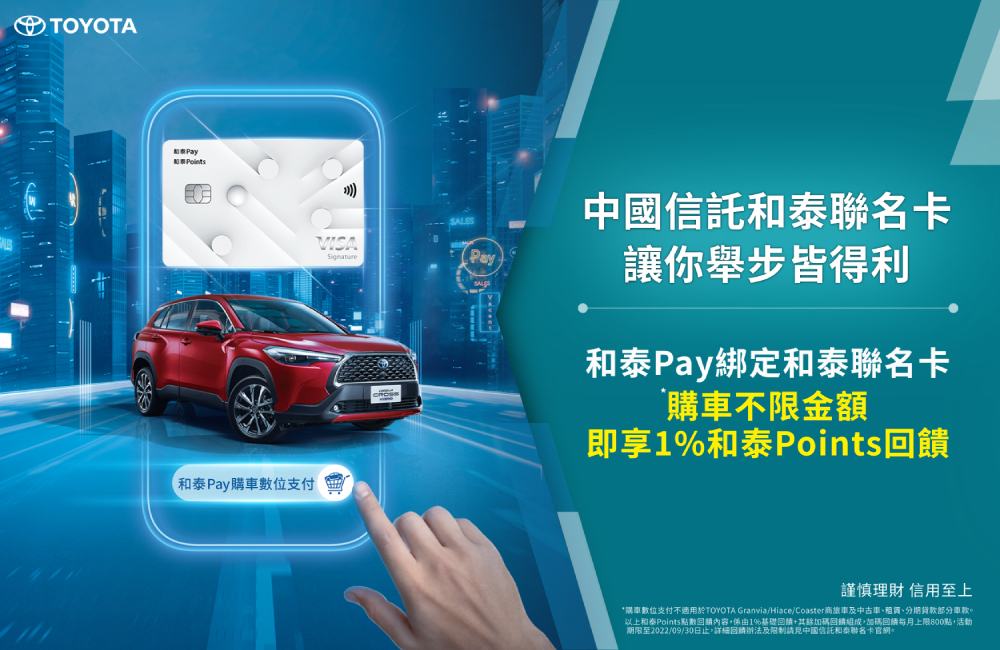 TOYOTA
和泰Pay
和泰Points
VISA
Signature
SALES
Pay
SALES
COROLLA
CROSS
HYBRID
和泰Pay購車數位支付
中國信託和泰聯名卡
讓你舉步皆得利
和泰Pay綁定和泰聯名卡
*購車不限金額
即享1%和泰Points回饋
謹慎理財 信用至上
*購車數位支付不適用於TOYOTA Granvia/Hiace/Coaster商旅車及中古車、租賃、分期貸款部分車款。
以上和泰Points點數回饋內容,係由1%基礎回饋+其餘加碼回饋組成,加碼回饋每月上限800點,活動
期限至2022/09/30日止,詳細回饋辦法及限制請見中國信託和泰聯名卡官網。